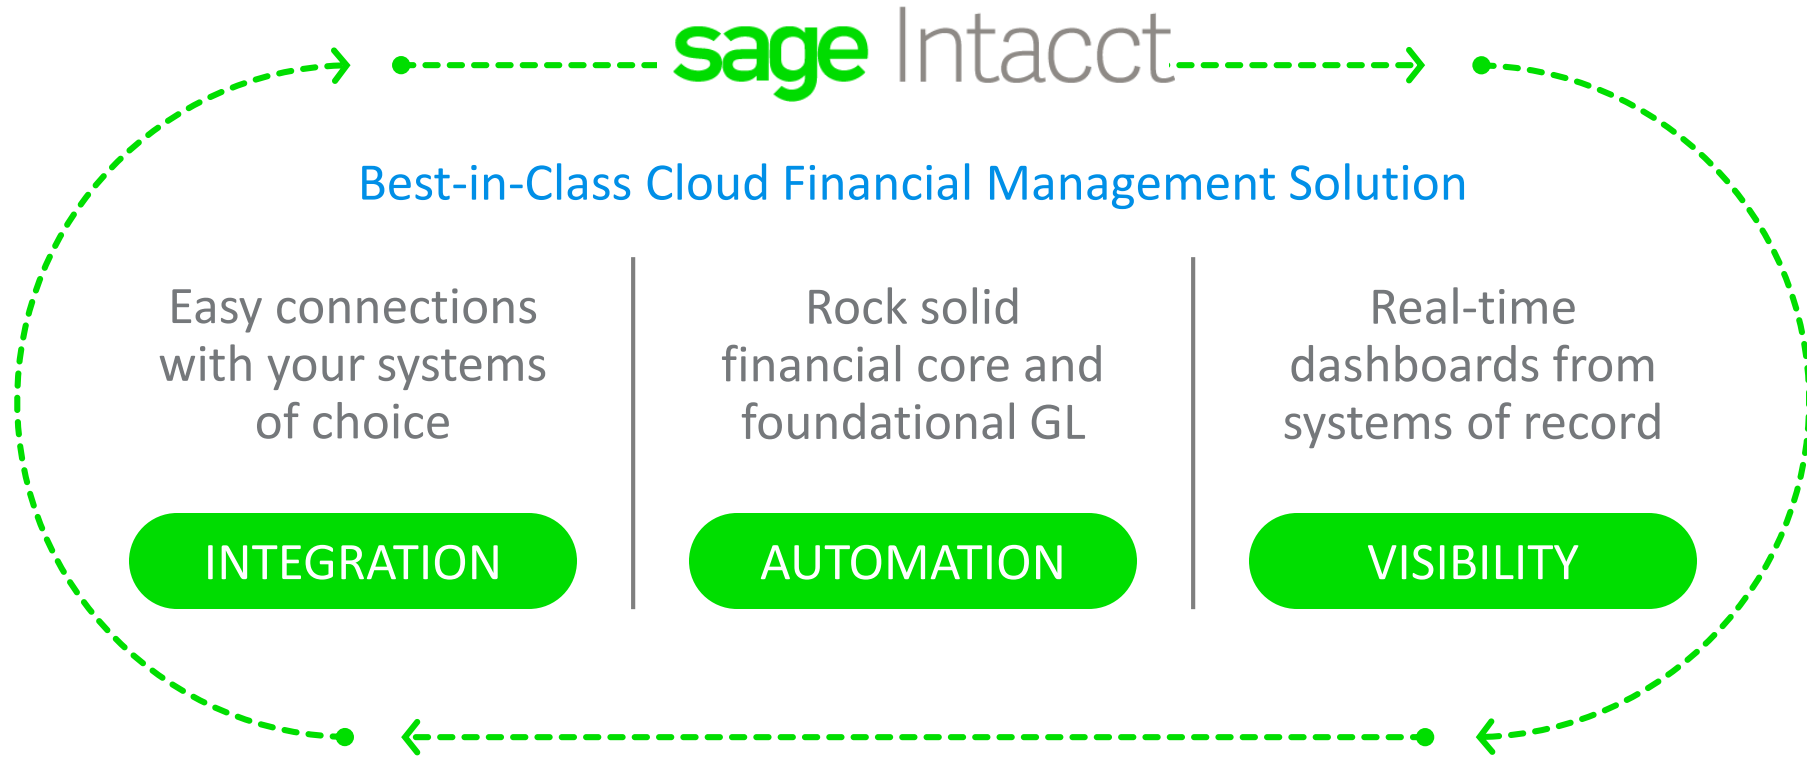 sage Intacct
Best-in-Class Cloud Financial Management Solution
Easy connections
with your systems
of choice
INTEGRATION
Rock solid
financial core and
foundational GL
AUTOMATION
Real-time
dashboards from
systems of record
VISIBILITY